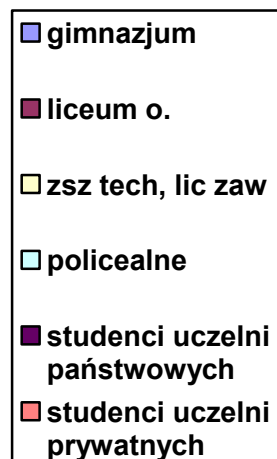 gimnazjum
liceum o.
zsz tech, lic zaw
policealne
studenci uczelni
państwowych
studenci uczelni
prywatnych